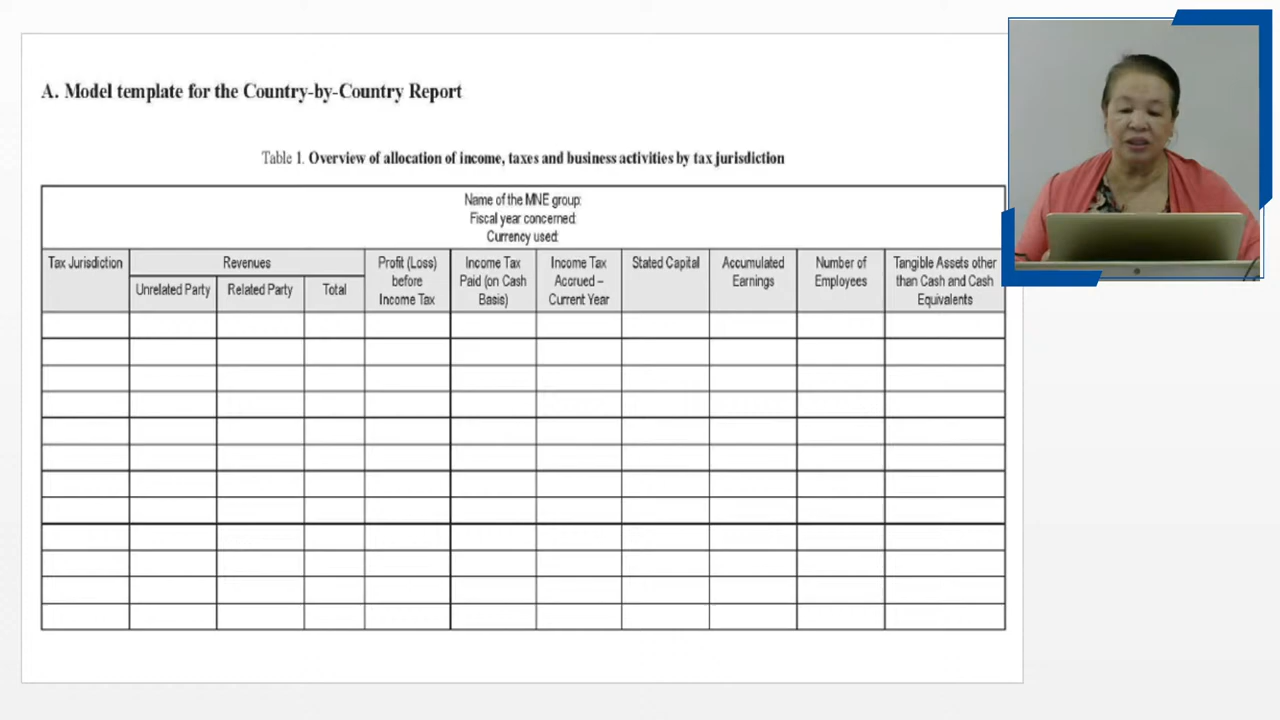 A. Model template for the Country-by-Country Report
Table 1. Overview of allocation of income, taxes and business activities by tax jurisdiction
Name of the MNE group:
Fiscal year concerned:
Currency used:
Tax Jurisdiction
Revenues
Unrelated Party
Related Party
Total
Profit (Loss)
before
Income Tax
Income Tax
Paid (on Cash
Basis)
Income Tax
Accrued –
Current Year
Stated Capital
Accumulated
Earnings
Number of
Employees
Tangible Assets other
than Cash and Cash
Equivalents